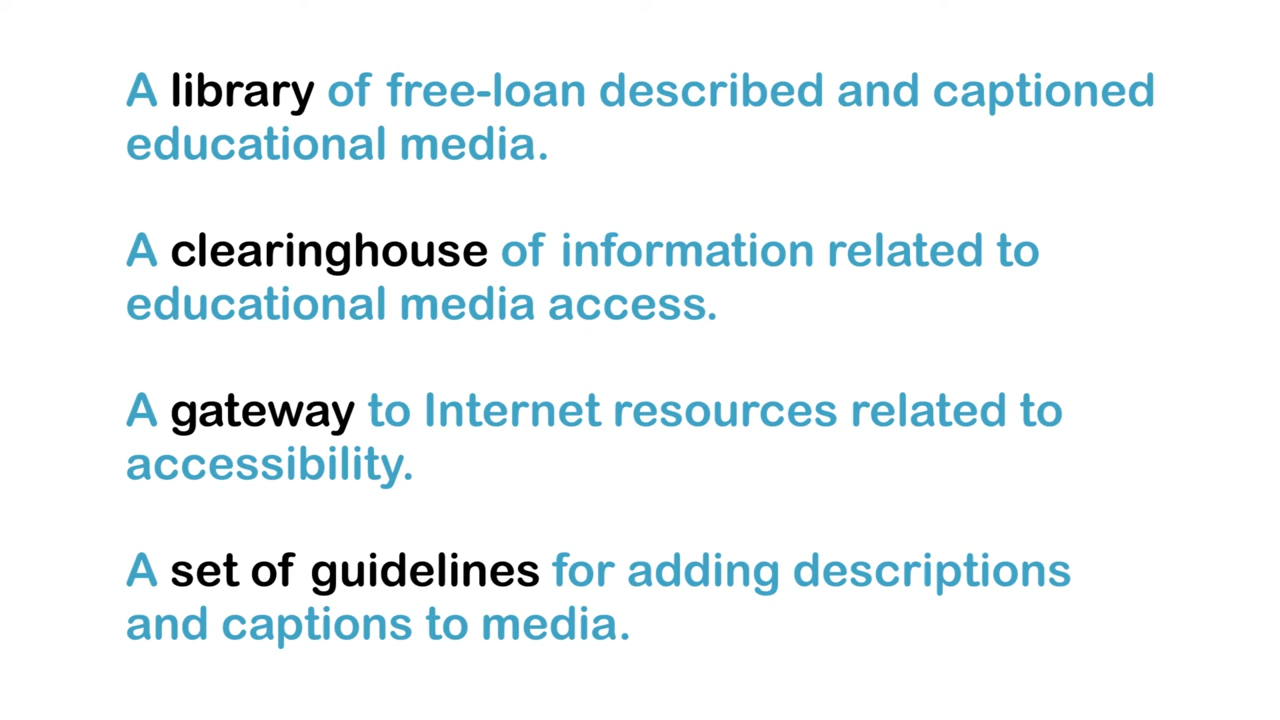 A library of free-loan described and captioned
educational media.
A clearinghouse of information related to
educational media access.
A gateway to Internet resources related to
accessibility.
A set of guidelines for adding descriptions
and captions to media.